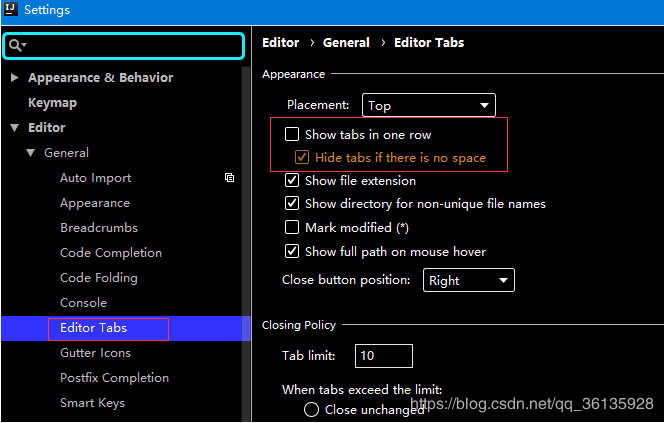 IJ Settings
Appearance & Behavior
Keymap
Editor
General
Auto Import
Appearance
Breadcrumbs
Code Completion
Code Folding
Console
Editor Tabs
Gutter Icons
Postfix Completion
Smart Keys
Editor › General › Editor Tabs
Appearance
Placement: Top
Show tabs in one row
Hide tabs if there is no space
Show file extension
Show directory for non-unique file names
Mark modified (*)
Show full path on mouse hover
Close button position: Right
Closing Policy
Tab limit: 10
When tabs exceed the limit:
Close unchanged
https://blog.csdn.net/qq_36135928